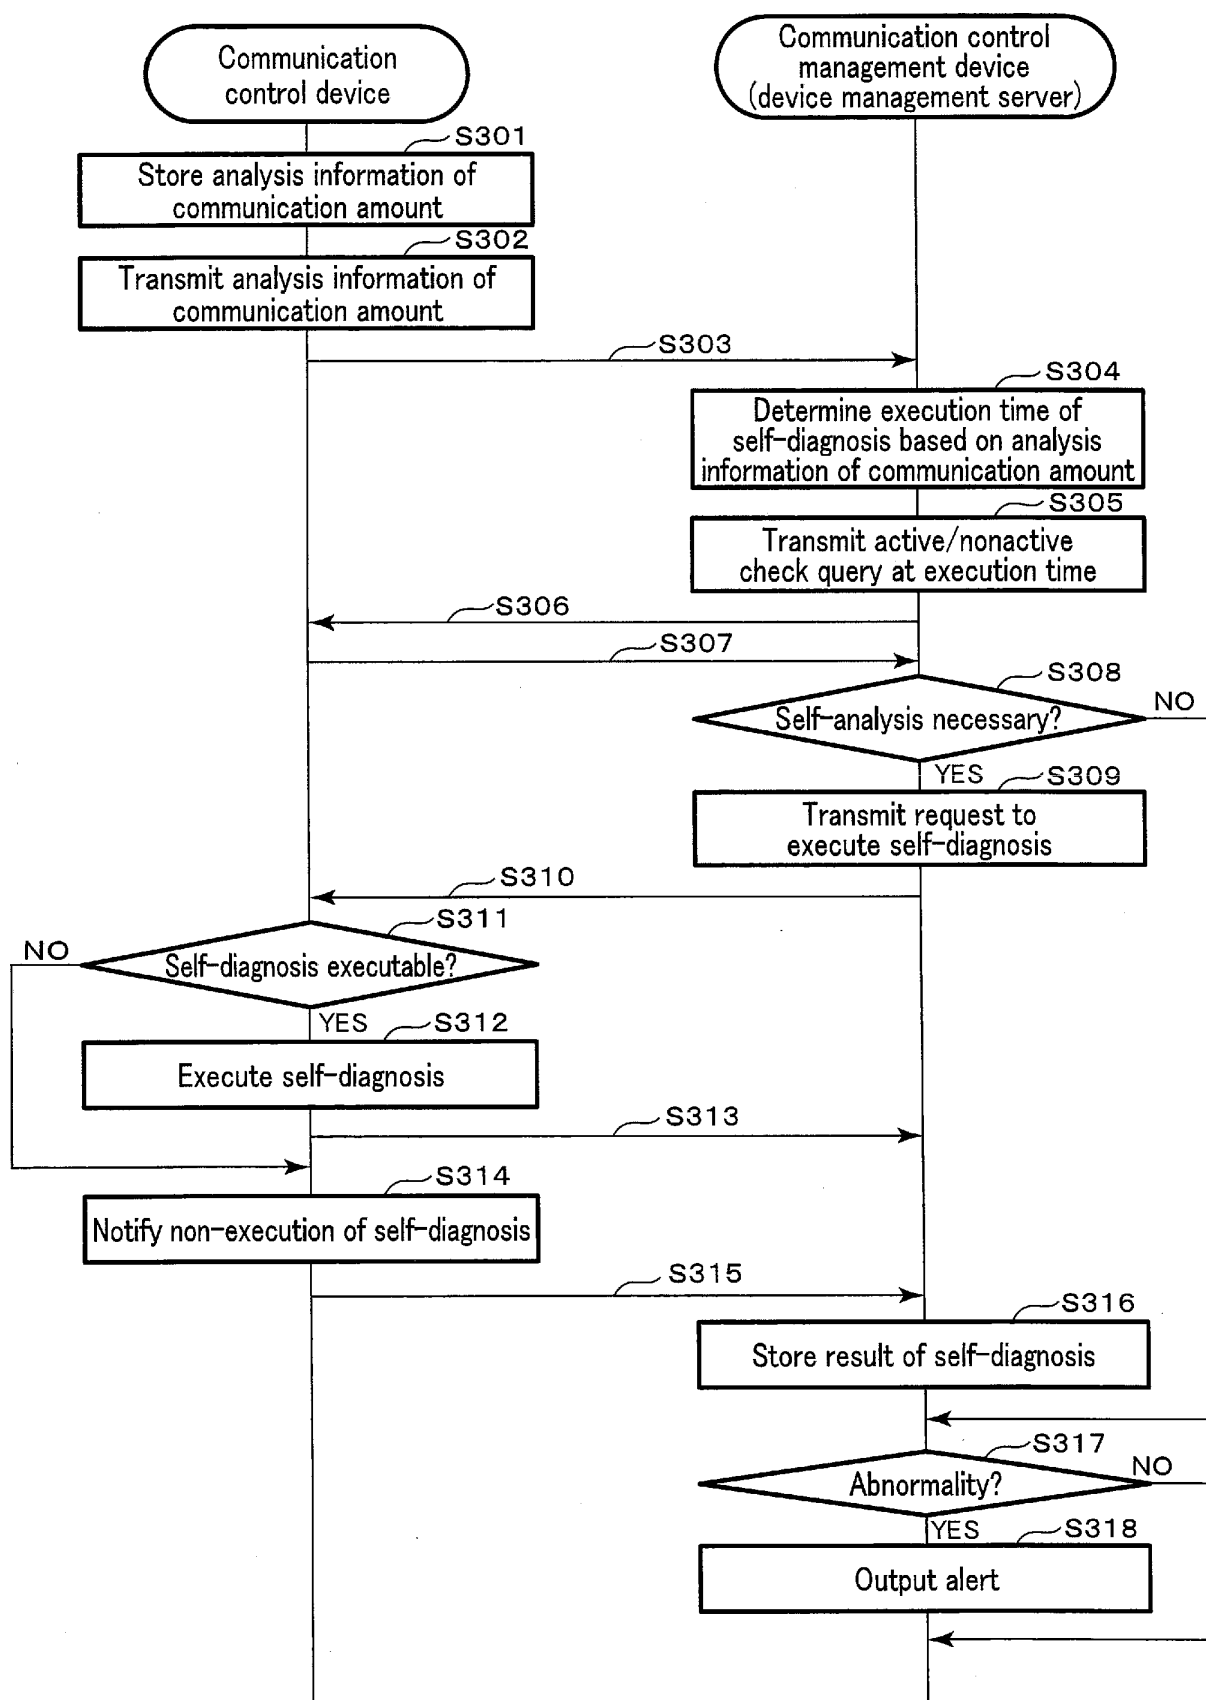 Communication
control device
Communication control
management device
(device management server)
S301
Store analysis information of
communication amount
S302
Transmit analysis information of
communication amount
S303
S304
Determine execution time of
self-diagnosis based on analysis
information of communication amount
S305
Transmit active/nonactive
check query at execution time
S306
S307
S308
Self-analysis necessary?
NO
YES
S309
Transmit request to
execute self-diagnosis
S310
S311
NO
Self-diagnosis executable?
YES
S312
Execute self-diagnosis
S313
S314
Notify non-execution of self-diagnosis
S315
S316
Store result of self-diagnosis
S317
NO
Abnormality?
YES
S318
Output alert